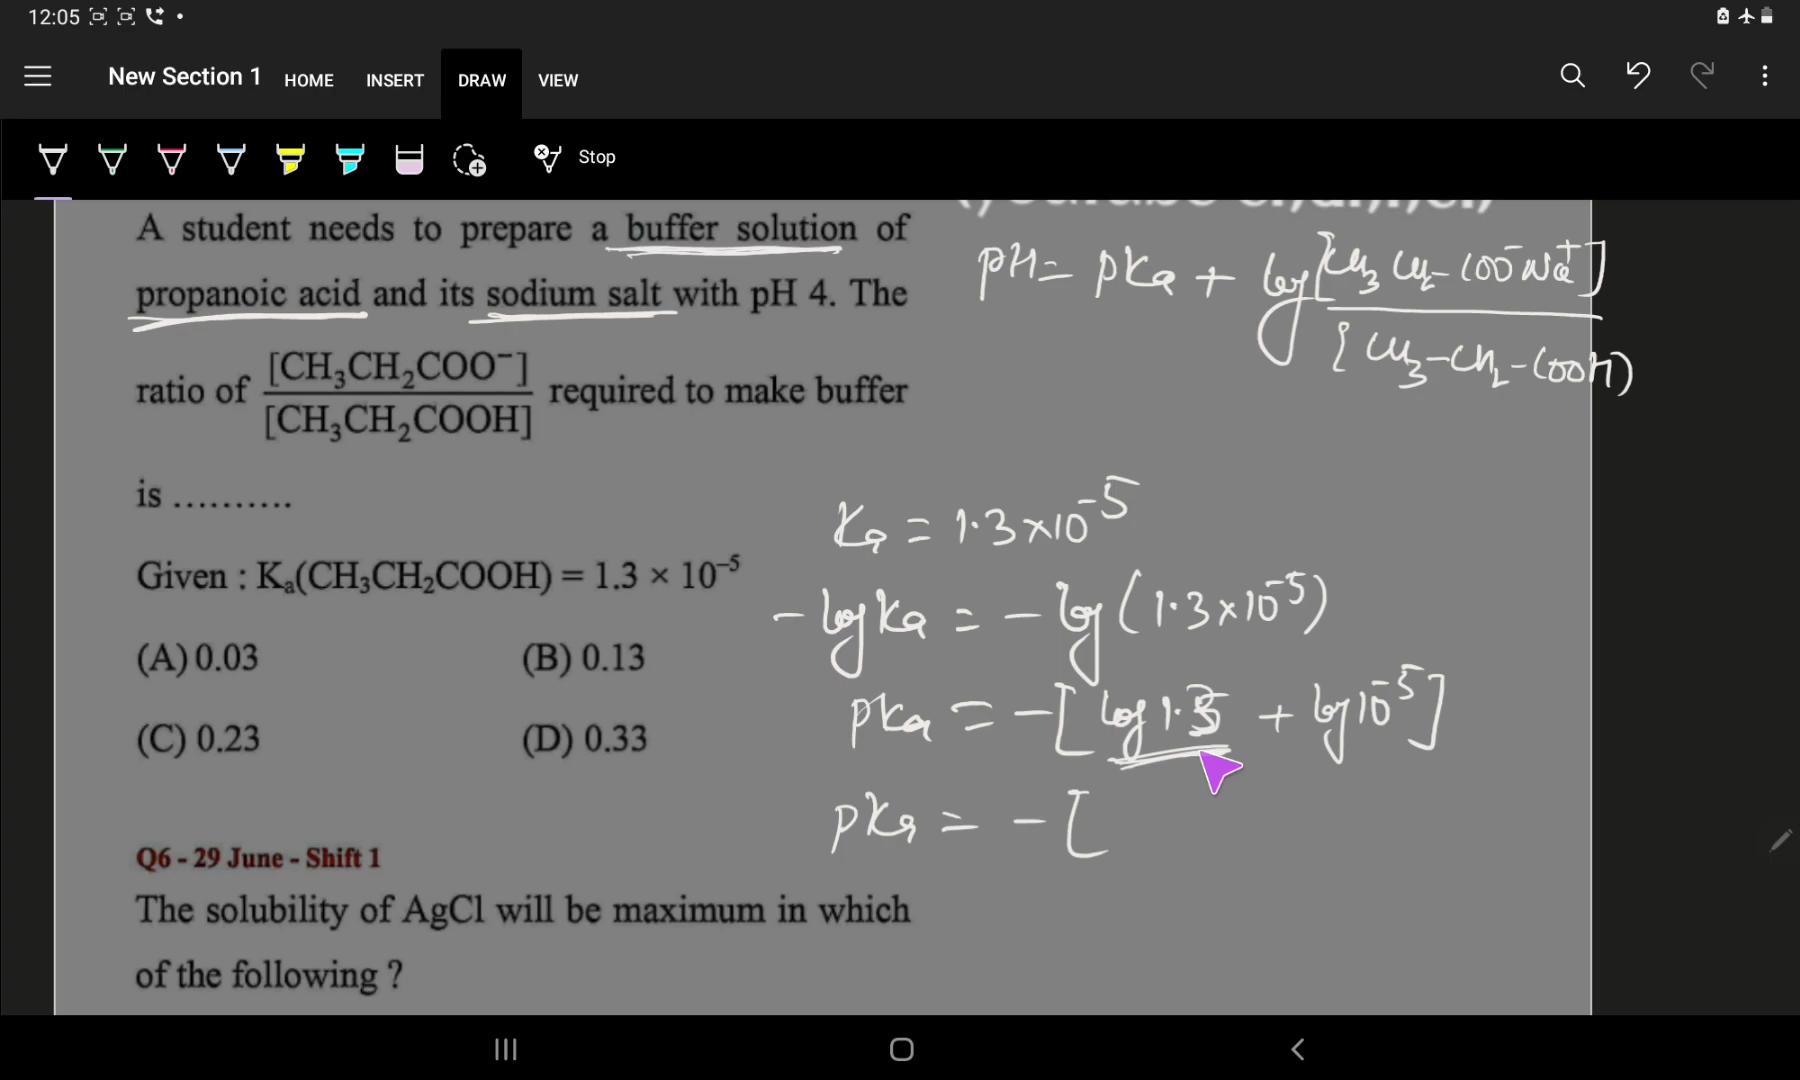 12:05
New Section 1 HOME INSERT DRAW VIEW
Stop
A student needs to prepare a buffer solution of
propanoic acid and its sodium salt with pH 4. The
ratio of [CH₃CH₂COO⁻] / [CH₃CH₂COOH] required to make buffer
is ..........
Given : Kₐ(CH₃CH₂COOH) = 1.3 × 10⁻⁵
(A) 0.03 (B) 0.13
(C) 0.23 (D) 0.33
Q6 - 29 June - Shift 1
The solubility of AgCl will be maximum in which
of the following ?
pH = pKa + log [CH₃ CH₂-COO⁻Na⁺] / [CH₃-CH₂-COOH)
Ka = 1.3×10⁻⁵
- log Ka = - log (1.3×10⁻⁵)
pKa = -[log 1.3 + log 10⁻⁵]
pKa = - [